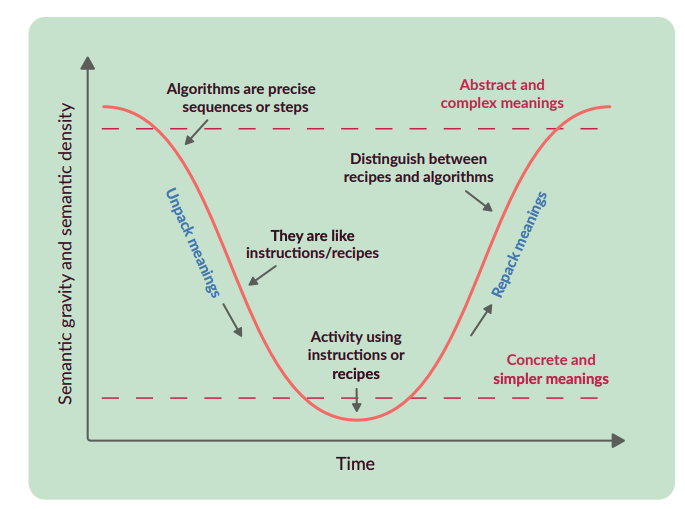 Semantic gravity and semantic density
Algorithms are precise
sequences or steps
Abstract and
complex meanings
Distinguish between
recipes and algorithms
Unpack meanings
They are like
instructions/recipes
Repack meanings
Activity using
instructions or
recipes
Concrete and
simpler meanings
Time